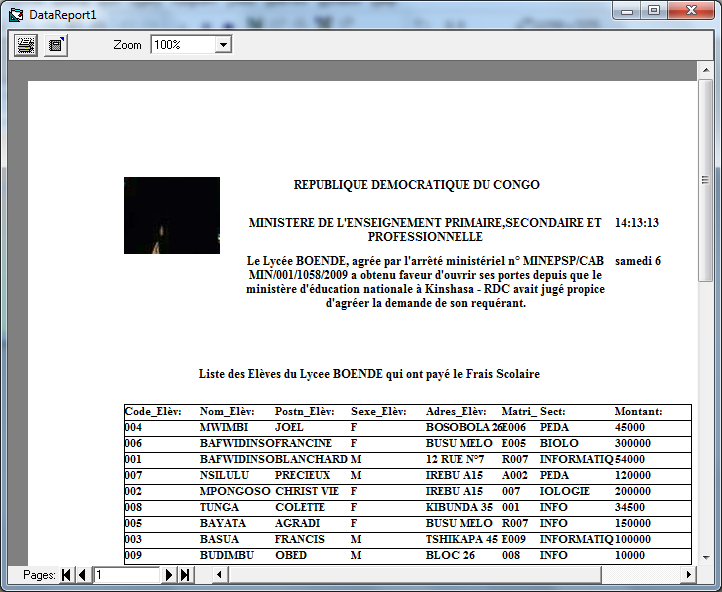 DataReport1
Zoom 100%
REPUBLIQUE DEMOCRATIQUE DU CONGO
MINISTERE DE L'ENSEIGNEMENT PRIMAIRE,SECONDAIRE ET 14:13:13
PROFESSIONNELLE
Le Lycée BOENDE, agrée par l'arrèté ministériel n° MINEPSP/CAB samedi 6
MIN/001/1058/2009 a obtenu faveur d'ouvrir ses portes depuis que le
ministère d'éducation nationale à Kinshasa - RDC avait jugé propice
d'agréer la demande de son requérant.
Liste des Elèves du Lycee BOENDE qui ont payé le Frais Scolaire
Code_Elèv: Nom_Elèv: Postn_Elèv: Sexe_Elèv: Adres_Elèv: Matri_ Sect: Montant:
004 MWIMBI JOEL F BOSOBOLA 26 E006 PEDA 45000
006 BAFWIDINSO FRANCINE F BUSU MELO E005 BIOLO 300000
001 BAFWIDINSO BLANCHARD M 12 RUE N°7 R007 INFORMATIQ 54000
007 NSILULU PRECIEUX M IREBU A15 A002 PEDA 120000
002 MPONGOSO CHRIST VIE F IREBU A15 007 IOLOGIE 200000
008 TUNGA COLETTE F KIBUNDA 35 001 INFO 34500
005 BAYATA AGRADI F BUSU MELO R007 INFO 150000
003 BASUA FRANCIS M TSHIKAPA 45 E009 INFORMATIQ 100000
009 BUDIMBU OBED M BLOC 26 008 INFO 10000
Pages: 1